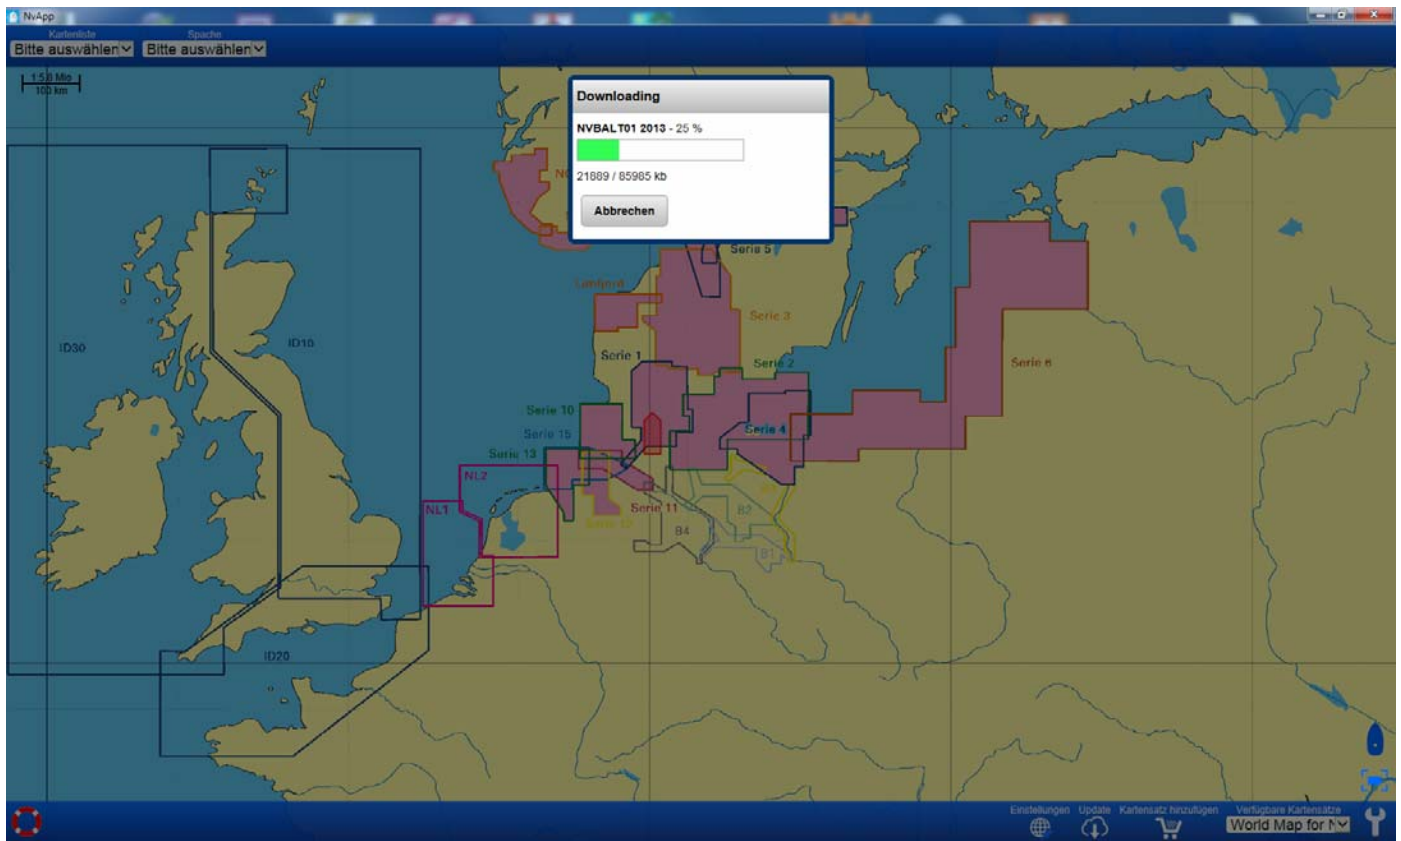 NvApp
Kartenliste
Spache
Bitte auswählen
Bitte auswählen
1:5,0 Mio
100 km
Downloading
NVBALT01 2013 - 25 %
21889 / 85985 kb
Abbrechen
Serie 5
Limfjord
Serie 3
ID30
ID10
Serie 1
Serie 2
Serie 6
Serie 10
Serie 15
Serie 4
Serie 13
NL2
NL1
Serie 11
B2
Serie 12
B4
B1
ID20
Einstellungen
Update
Kartensatz hinzufügen
Verfügbare Kartensätze
World Map for N